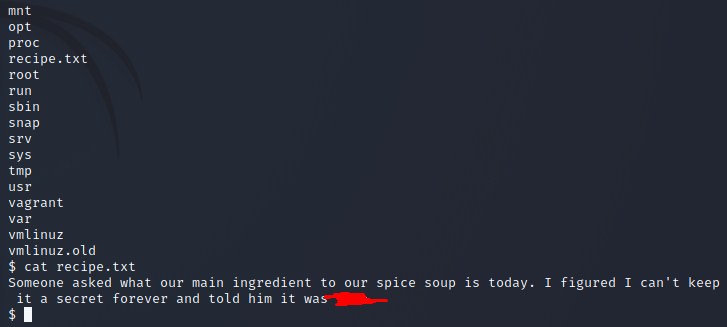 mnt
opt
proc
recipe.txt
root
run
sbin
snap
srv
sys
tmp
usr
vagrant
var
vmlinuz
vmlinuz.old
$ cat recipe.txt
Someone asked what our main ingredient to our spice soup is today. I figured I can't keep
it a secret forever and told him it was
$